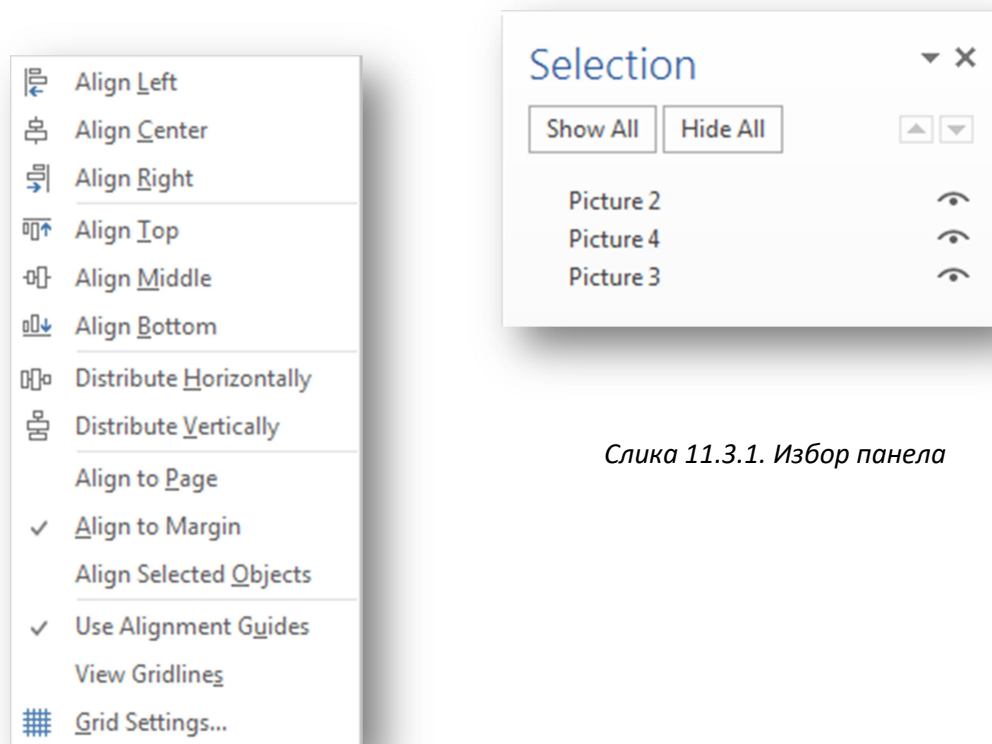 Align Left
Align Center
Align Right
Align Top
Align Middle
Align Bottom
Distribute Horizontally
Distribute Vertically
Align to Page
Align to Margin
Align Selected Objects
Use Alignment Guides
View Gridlines
Grid Settings...
Selection
Show All Hide All
Picture 2
Picture 4
Picture 3
Слика 11.3.1. Избор панела